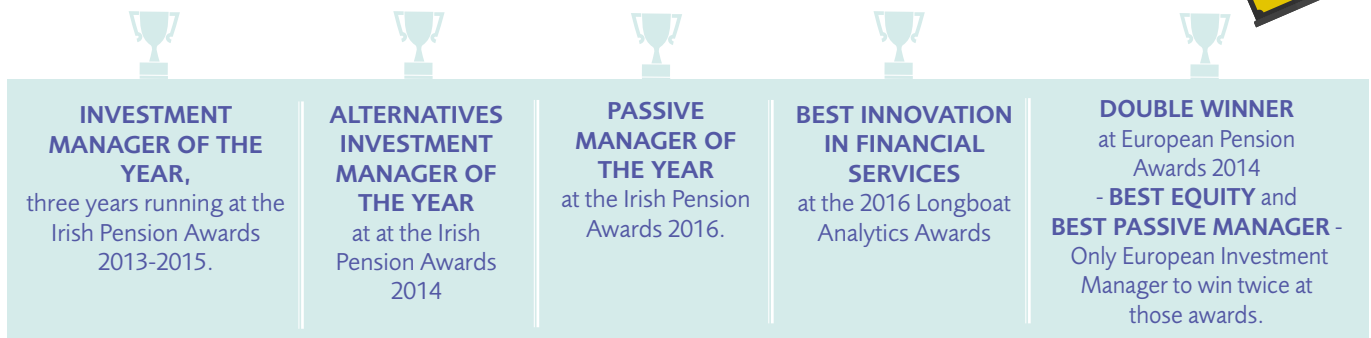 INVESTMENT
MANAGER OF THE
YEAR,
three years running at the
Irish Pension Awards
2013-2015.
ALTERNATIVES
INVESTMENT
MANAGER OF
THE YEAR
at at the Irish
Pension Awards
2014
PASSIVE
MANAGER OF
THE YEAR
at the Irish Pension
Awards 2016.
BEST INNOVATION
IN FINANCIAL
SERVICES
at the 2016 Longboat
Analytics Awards
DOUBLE WINNER
at European Pension
Awards 2014
- BEST EQUITY and
BEST PASSIVE MANAGER -
Only European Investment
Manager to win twice at
those awards.